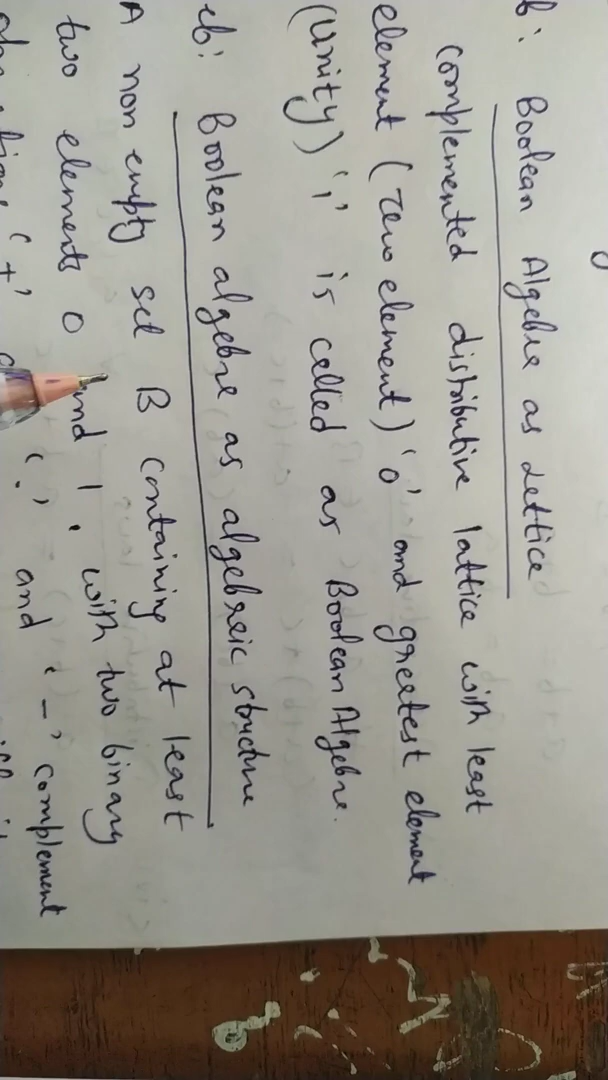 b: Boolean Algebra as Lattice
complemented distributive lattice with least
element (zero element) '0' and greatest element
(Unity) '1' is called as Boolean Algebra.
eb: Boolean algebra as algebraic structure
A non empty set B containing at least
two elements 0 and 1 . with two binary
'+' '.' and '-' complement